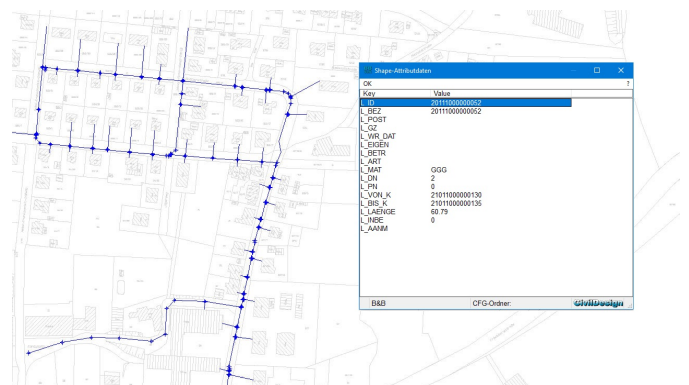 Shape-Attributdaten
OK ?
Key Value
L_ID 20111000000052
L_BEZ 20111000000052
L_POST
L_GZ
L_WR_DAT
L_EIGEN
L_BETR
L_ART
L_MAT GGG
L_DN 2
L_PN 0
L_VON_K 21011000000130
L_BIS_K 21011000000135
L_LAENGE 60.79
L_INBE 0
L_AANM
B&B CFG-Ordner: CivilDesign